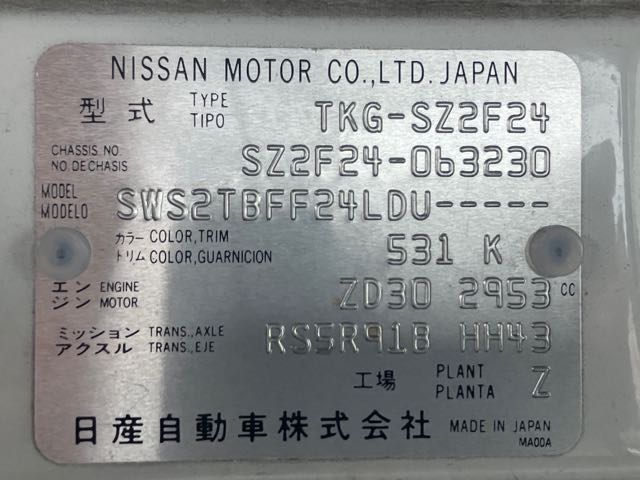 NISSAN MOTOR CO.,LTD. JAPAN
型式 TYPE TIPO TKG-SZ2F24
CHASSIS NO. NO. DE CHASIS SZ2F24-063230
MODEL MODELO SWS2TBFF24LDU-----
カラー COLOR,TRIM トリム COLOR,GUARNICION 531 K
エンジン ENGINE MOTOR ZD30 2953 CC
ミッション TRANS.,AXLE アクスル TRANS.,EJE RS5R91B HH43
工場 PLANT PLANTA Z
日産自動車株式会社 MADE IN JAPAN
MA00A